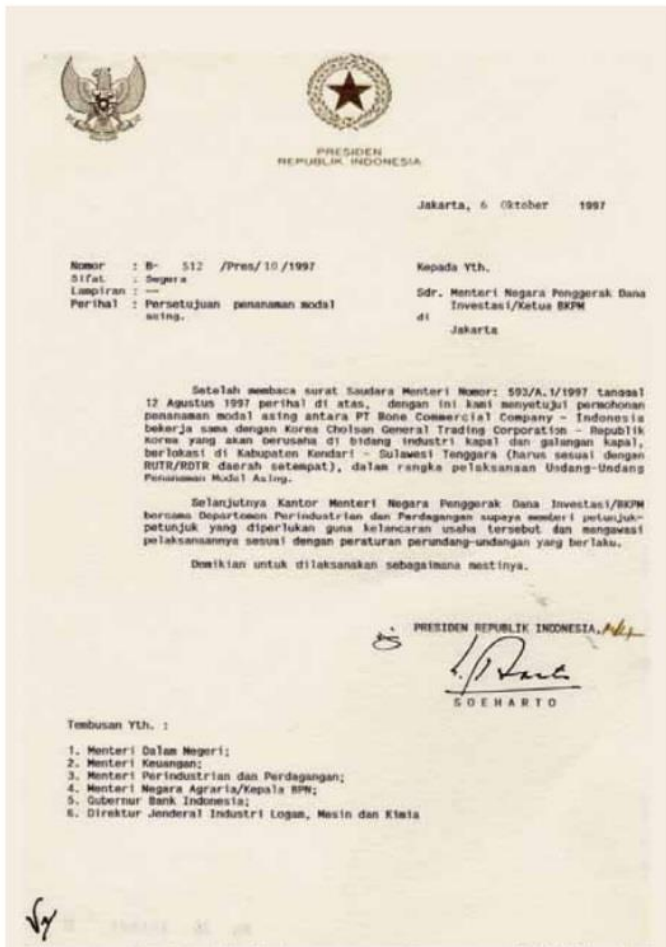 PRESIDEN
REPUBLIK INDONESIA
Jakarta, 6 Oktober 1997
Nomor : B- 512 /Pres/10/1997
Sifat : Segera
Lampiran : —
Perihal : Persetujuan penanaman modal
asing.
Kepada Yth.
Sdr. Menteri Negara Penggerak Dana
Investasi/Ketua BKPM
di
Jakarta
Setelah membaca surat Saudara Menteri Nomor: 593/A.1/1997 tanggal
12 Agustus 1997 perihal di atas, dengan ini kami menyetujui permohonan
penanaman modal asing antara PT Bone Commercial Company - Indonesia
bekerja sama dengan Korea Cholsan General Trading Corporation - Republik
Korea yang akan berusaha di bidang industri kapal dan galangan kapal,
berlokasi di Kabupaten Kendari - Sulawesi Tenggara (harus sesuai dengan
RUTR/RDTR daerah setempat), dalam rangka pelaksanaan Undang-Undang
Penanaman Modal Asing.
Selanjutnya Kantor Menteri Negara Penggerak Dana Investasi/BKPM
bersama Departemen Perindustrian dan Perdagangan supaya memberi petunjuk-
petunjuk yang diperlukan guna kelancaran usaha tersebut dan mengawasi
pelaksanaannya sesuai dengan peraturan perundang-undangan yang berlaku.
Demikian untuk dilaksanakan sebagaimana mestinya.
PRESIDEN REPUBLIK INDONESIA,
SOEHARTO
Tembusan Yth. :
1. Menteri Dalam Negeri;
2. Menteri Keuangan;
3. Menteri Perindustrian dan Perdagangan;
4. Menteri Negara Agraria/Kepala BPN;
5. Gubernur Bank Indonesia;
6. Direktur Jenderal Industri Logam, Mesin dan Kimia